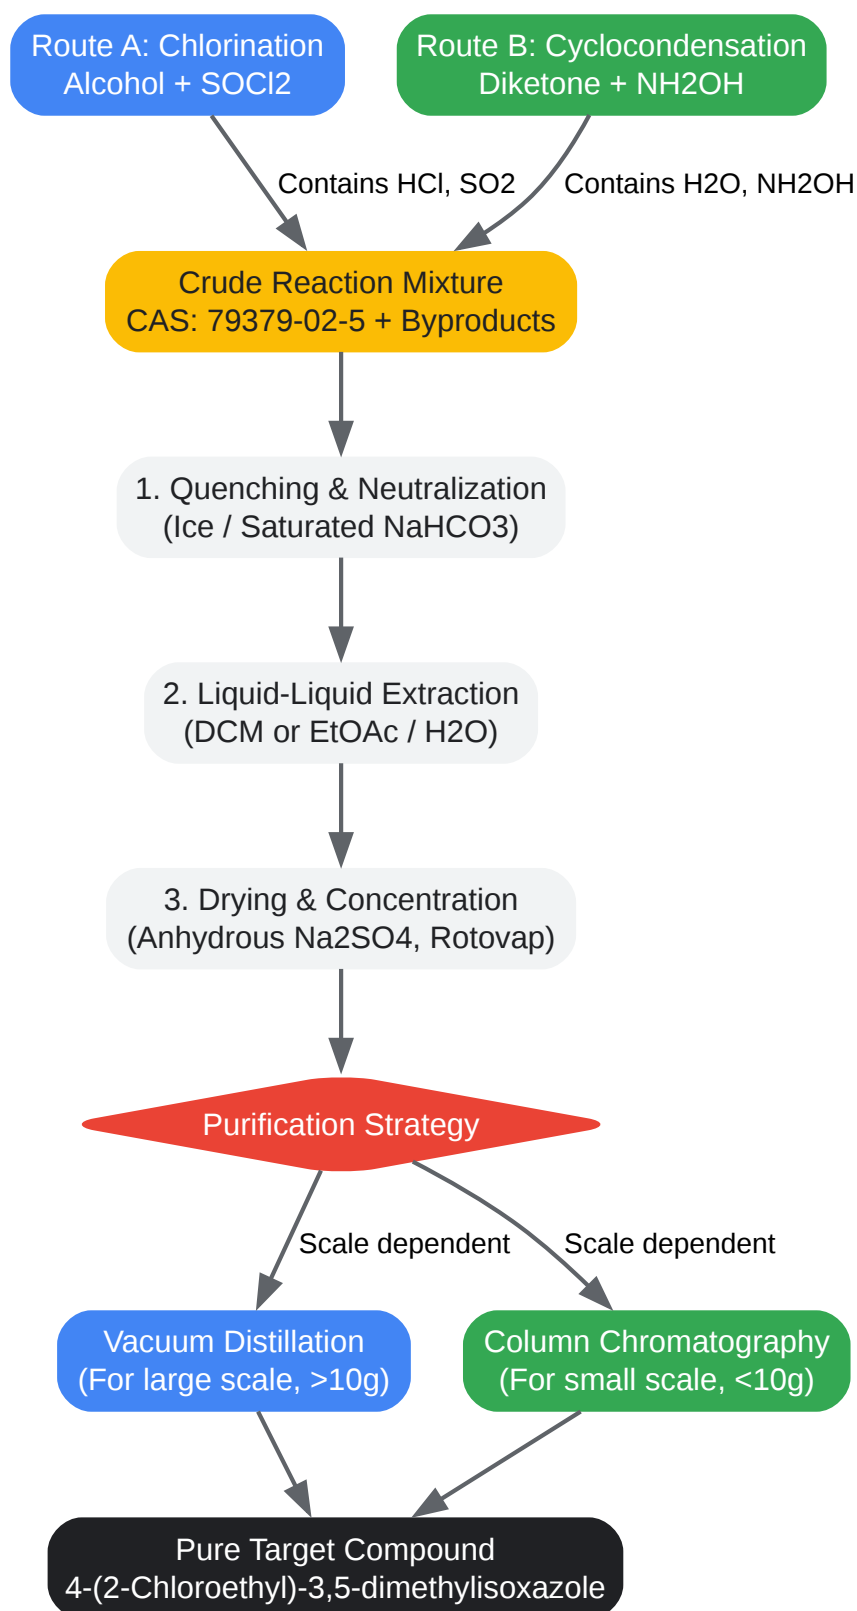 Route A: Chlorination
Alcohol + SOCl2
Route B: Cyclocondensation
Diketone + NH2OH
Contains HCl, SO2
Contains H2O, NH2OH
Crude Reaction Mixture
CAS: 79379-02-5 + Byproducts
1. Quenching & Neutralization
(Ice / Saturated NaHCO3)
2. Liquid-Liquid Extraction
(DCM or EtOAc / H2O)
3. Drying & Concentration
(Anhydrous Na2SO4, Rotovap)
Purification Strategy
Scale dependent
Scale dependent
Vacuum Distillation
(For large scale, >10g)
Column Chromatography
(For small scale, <10g)
Pure Target Compound
4-(2-Chloroethyl)-3,5-dimethylisoxazole